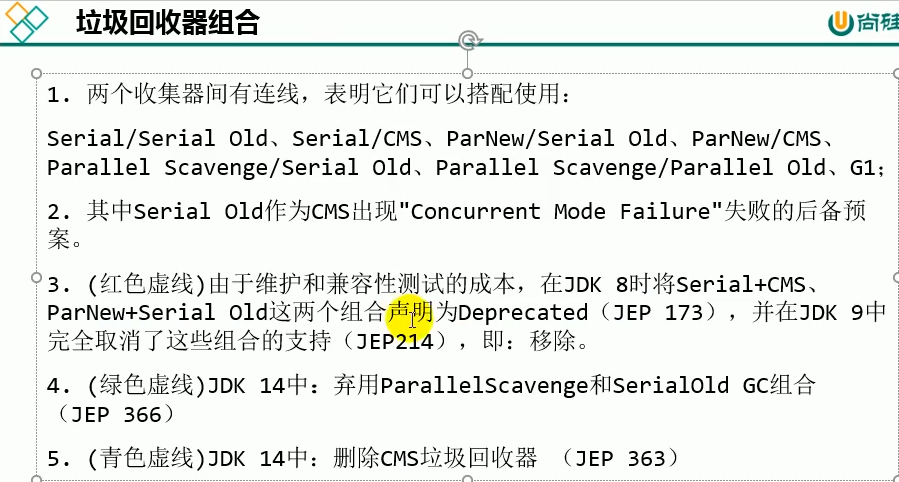 垃圾回收器组合
尚硅
1. 两个收集器间有连线，表明它们可以搭配使用：
Serial/Serial Old、Serial/CMS、ParNew/Serial Old、ParNew/CMS、
Parallel Scavenge/Serial Old、Parallel Scavenge/Parallel Old、G1；
2. 其中Serial Old作为CMS出现"Concurrent Mode Failure"失败的后备预
案。
3. (红色虚线)由于维护和兼容性测试的成本，在JDK 8时将Serial+CMS、
ParNew+Serial Old这两个组合声明为Deprecated（JEP 173），并在JDK 9中
完全取消了这些组合的支持（JEP214），即：移除。
4. (绿色虚线)JDK 14中：弃用ParallelScavenge和SerialOld GC组合
（JEP 366）
5. (青色虚线)JDK 14中：删除CMS垃圾回收器 （JEP 363）